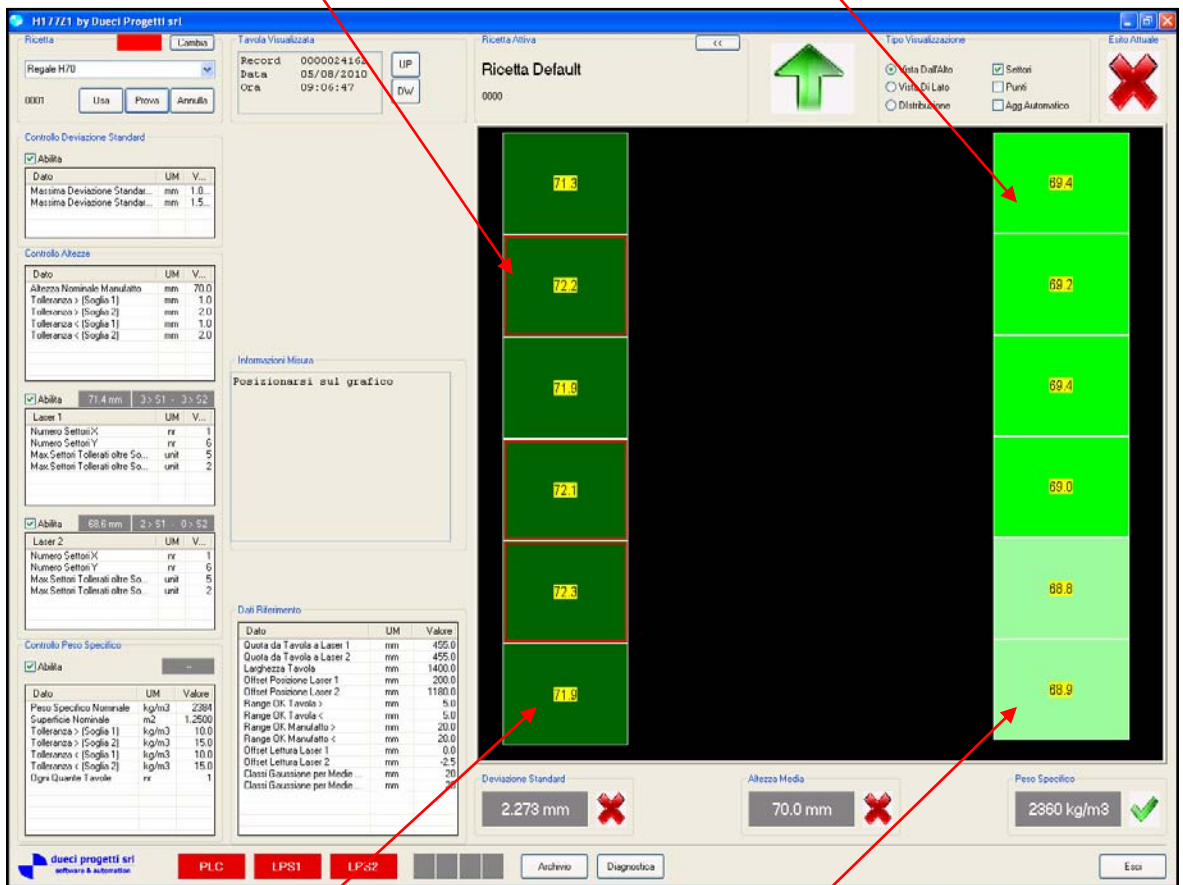 H177Z1 by Dueci Progetti srl
Ricetta
Cambia
Regale H70
0001
Usa
Prova
Annulla
Tavola Visualizzata
Record 0000024162
Data 05/08/2010
Ora 09:06:47
UP
DW
Ricetta Attiva
<<
Ricetta Default
0000
Tipo Visualizzazione
Vista Dall'Alto
Vista Di Lato
DIstribuzione
Settori
Punti
Agg.Automatico
Esito Attuale
Controllo Deviazione Standard
Abilita
Dato UM V...
Massima Deviazione Standar... mm 1.0...
Massima Deviazione Standar... mm 1.5...
Controllo Altezze
Dato UM V...
Altezza Nominale Manufatto mm 70.0
Tolleranza > (Soglia 1) mm 1.0
Tolleranza > (Soglia 2) mm 2.0
Tolleranza < (Soglia 1) mm 1.0
Tolleranza < (Soglia 2) mm 2.0
Abilita 71.4 mm 3> S1 - 3> S2
Laser 1 UM V...
Numero Settori X nr 1
Numero Settori Y nr 6
Max.Settori Tollerati oltre So... unit 5
Max.Settori Tollerati oltre So... unit 2
Abilita 68.6 mm 2> S1 - 0> S2
Laser 2 UM V...
Numero Settori X nr 1
Numero Settori Y nr 6
Max.Settori Tollerati oltre So... unit 5
Max.Settori Tollerati oltre So... unit 2
Controllo Peso Specifico
Abilita --
Dato UM Valore
Peso Specifico Nominale kg/m3 2384
Superficie Nominale m2 1.2500
Tolleranza > (Soglia 1) kg/m3 10.0
Tolleranza > (Soglia 2) kg/m3 15.0
Tolleranza < (Soglia 1) kg/m3 10.0
Tolleranza < (Soglia 2) kg/m3 15.0
Ogni Quante Tavole nr 1
Informazioni Misura
Posizionarsi sul grafico
Dati Riferimento
Dato UM Valore
Quota da Tavola a Laser 1 mm 455.0
Quota da Tavola a Laser 2 mm 455.0
Larghezza Tavola mm 1400.0
Offset Posizione Laser 1 mm 200.0
Offset Posizione Laser 2 mm 1180.0
Range OK Tavola > mm 5.0
Range OK Tavola < mm 5.0
Range OK Manufatto > mm 20.0
Range OK Manufatto < mm 20.0
Offset Lettura Laser 1 mm 0.0
Offset Lettura Laser 2 mm -2.5
Classi Gaussiane per Medie ... mm 20
Classi Gaussiane per Medie ... mm 20
71.3
72.2
71.9
72.1
72.3
71.9
69.4
69.2
69.4
69.0
68.8
68.9
Deviazione Standard
2.273 mm
Altezza Media
70.0 mm
Peso Specifico
2360 kg/m3
dueci progetti srl
software & automation
PLC
LPS1
LPS2
Archivio
Diagnostica
Esci